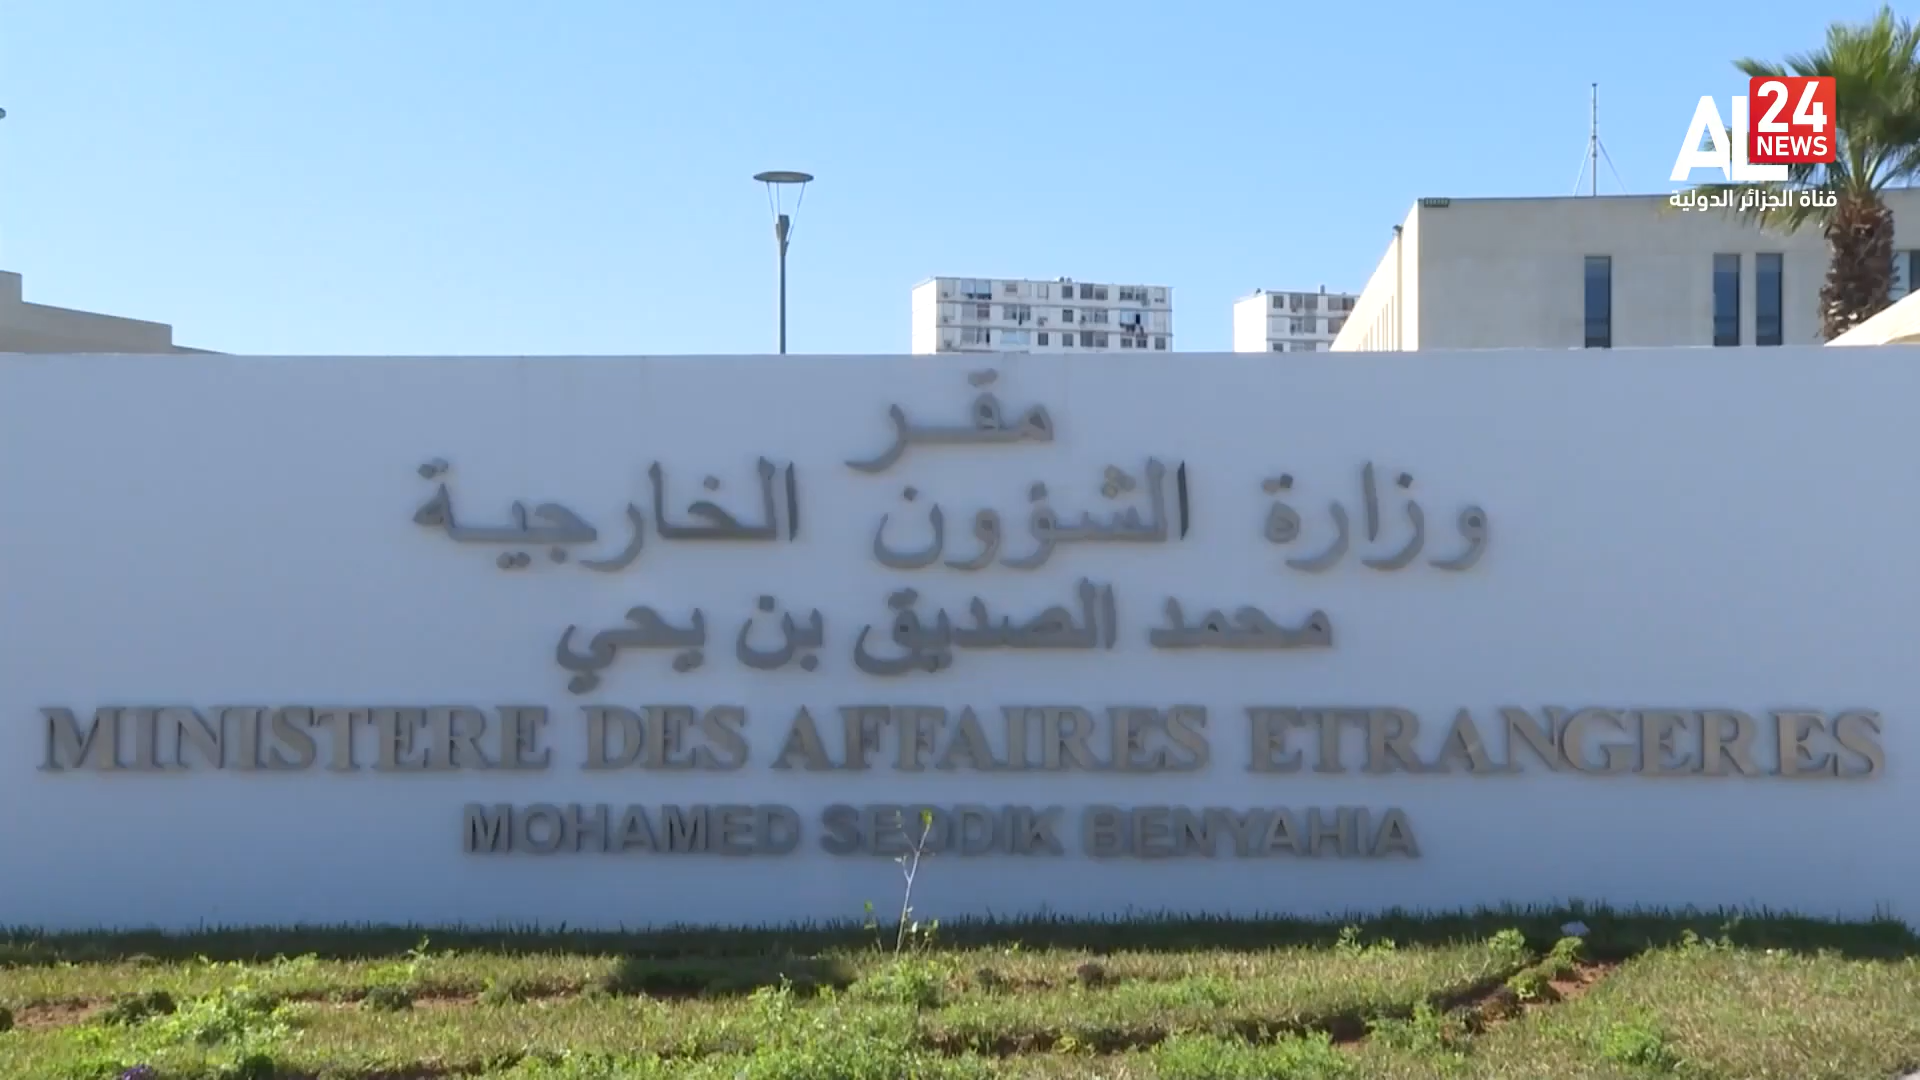 AL
24
NEWS
قناة الجزائر الدولية
مقر
وزارة الشؤون الخارجية
محمد الصديق بن يحي
MINISTERE DES AFFAIRES ETRANGERES
MOHAMED SEDDIK BENYAHIA